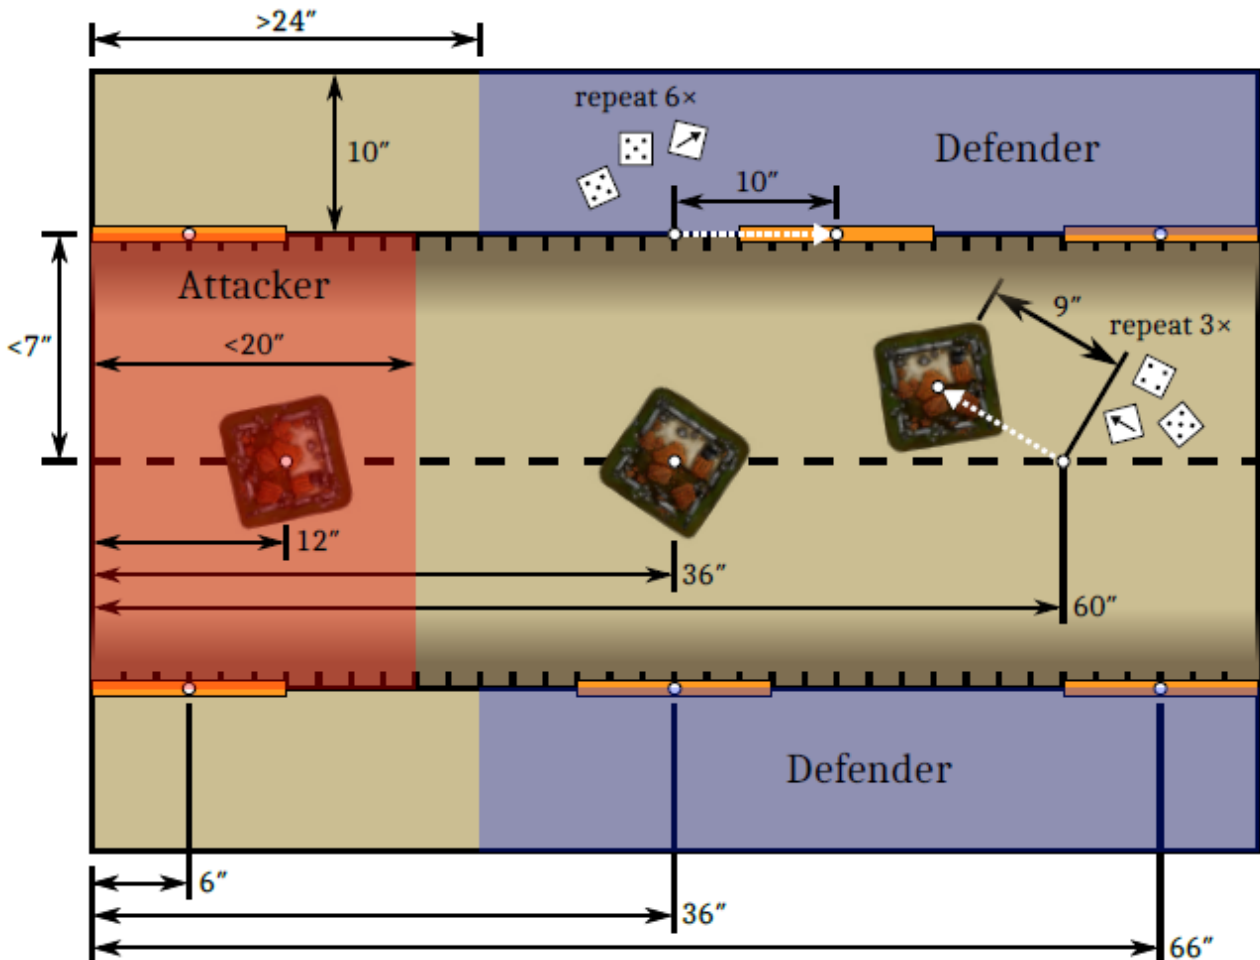 >24″
repeat 6×
10″
Defender
10″
Attacker
9″
repeat 3×
<7″
<20″
12″
36″
60″
Defender
6″
36″
66″